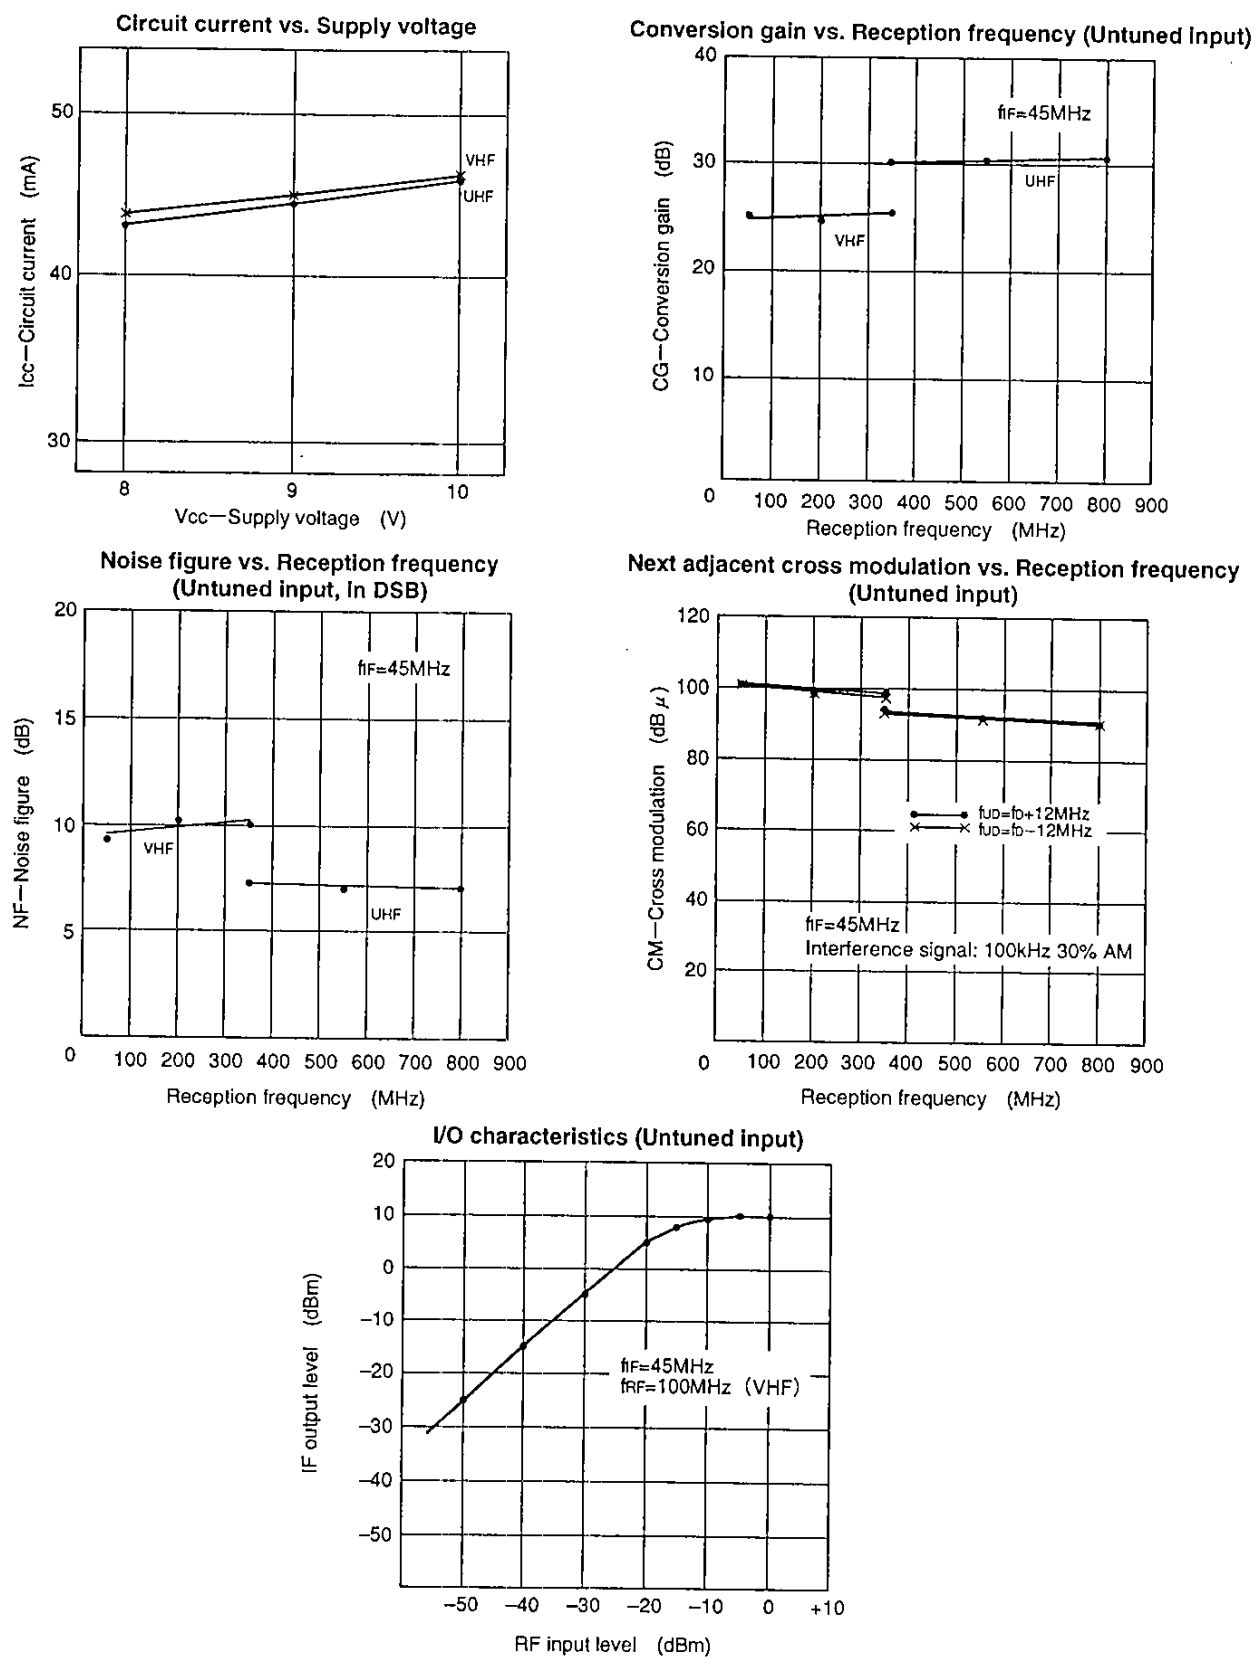 Circuit current vs. Supply voltage
Icc—Circuit current (mA)
50
40
30
VHF
UHF
8 9 10
Vcc—Supply voltage (V)
Conversion gain vs. Reception frequency (Untuned input)
CG—Conversion gain (dB)
40
30
20
10
0
fIF=45MHz
UHF
VHF
100 200 300 400 500 600 700 800 900
Reception frequency (MHz)
Noise figure vs. Reception frequency
(Untuned input, in DSB)
NF—Noise figure (dB)
20
15
10
5
0
fIF=45MHz
VHF
UHF
100 200 300 400 500 600 700 800 900
Reception frequency (MHz)
Next adjacent cross modulation vs. Reception frequency
(Untuned input)
CM—Cross modulation (dBμ)
120
100
80
60
40
20
0
fUD=fD+12MHz
fUD=fD−12MHz
fIF=45MHz
Interference signal: 100kHz 30% AM
100 200 300 400 500 600 700 800 900
Reception frequency (MHz)
I/O characteristics (Untuned input)
IF output level (dBm)
20
10
0
−10
−20
−30
−40
−50
fIF=45MHz
fRF=100MHz (VHF)
−50 −40 −30 −20 −10 0 +10
RF input level (dBm)